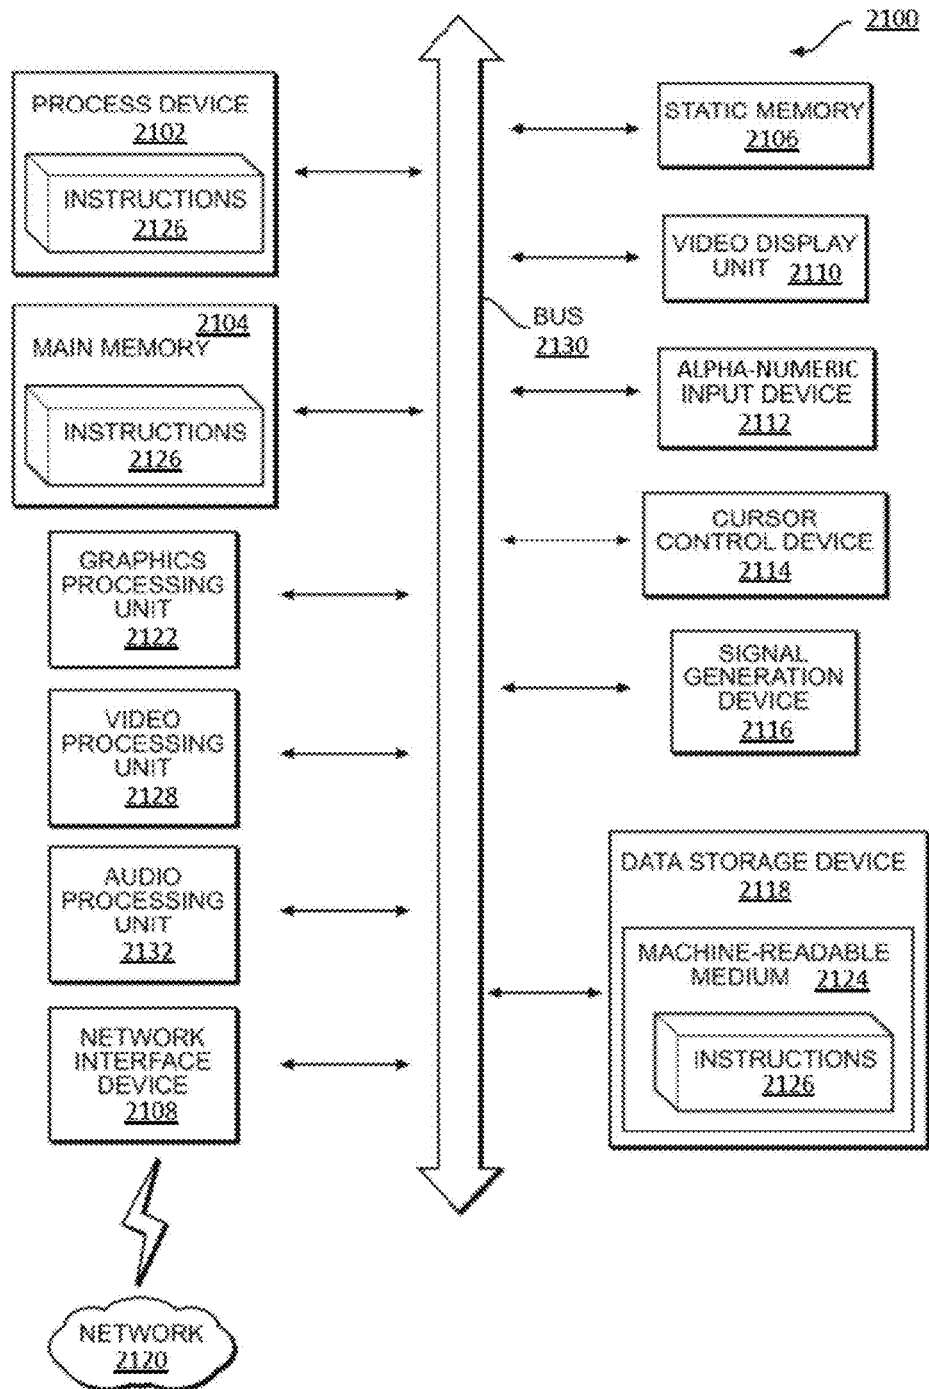 2100
PROCESS DEVICE
2102
INSTRUCTIONS
2126
2104
MAIN MEMORY
INSTRUCTIONS
2126
GRAPHICS
PROCESSING
UNIT
2122
VIDEO
PROCESSING
UNIT
2128
AUDIO
PROCESSING
UNIT
2132
NETWORK
INTERFACE
DEVICE
2108
NETWORK
2120
BUS
2130
STATIC MEMORY
2106
VIDEO DISPLAY
UNIT 2110
ALPHA-NUMERIC
INPUT DEVICE
2112
CURSOR
CONTROL DEVICE
2114
SIGNAL
GENERATION
DEVICE
2116
DATA STORAGE DEVICE
2118
MACHINE-READABLE
MEDIUM 2124
INSTRUCTIONS
2126